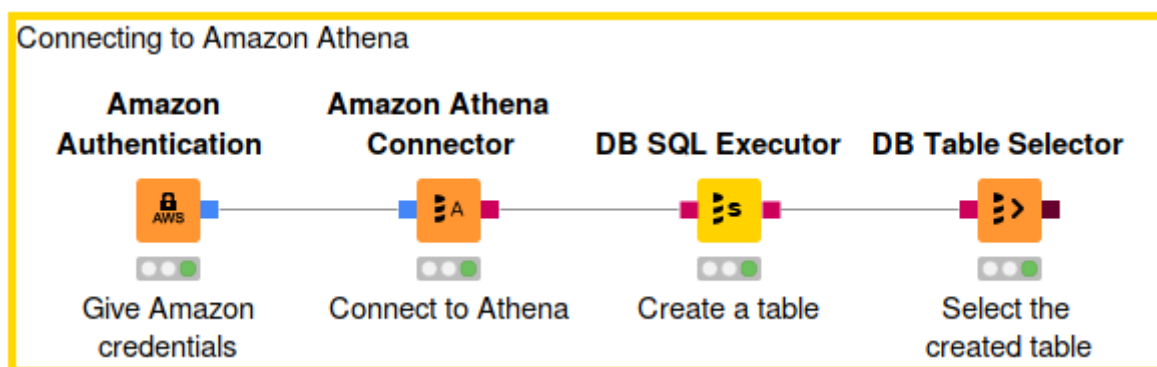 Connecting to Amazon Athena
Amazon
Authentication
Amazon Athena
Connector
DB SQL Executor
DB Table Selector
AWS
A
s
Give Amazon
credentials
Connect to Athena
Create a table
Select the
created table